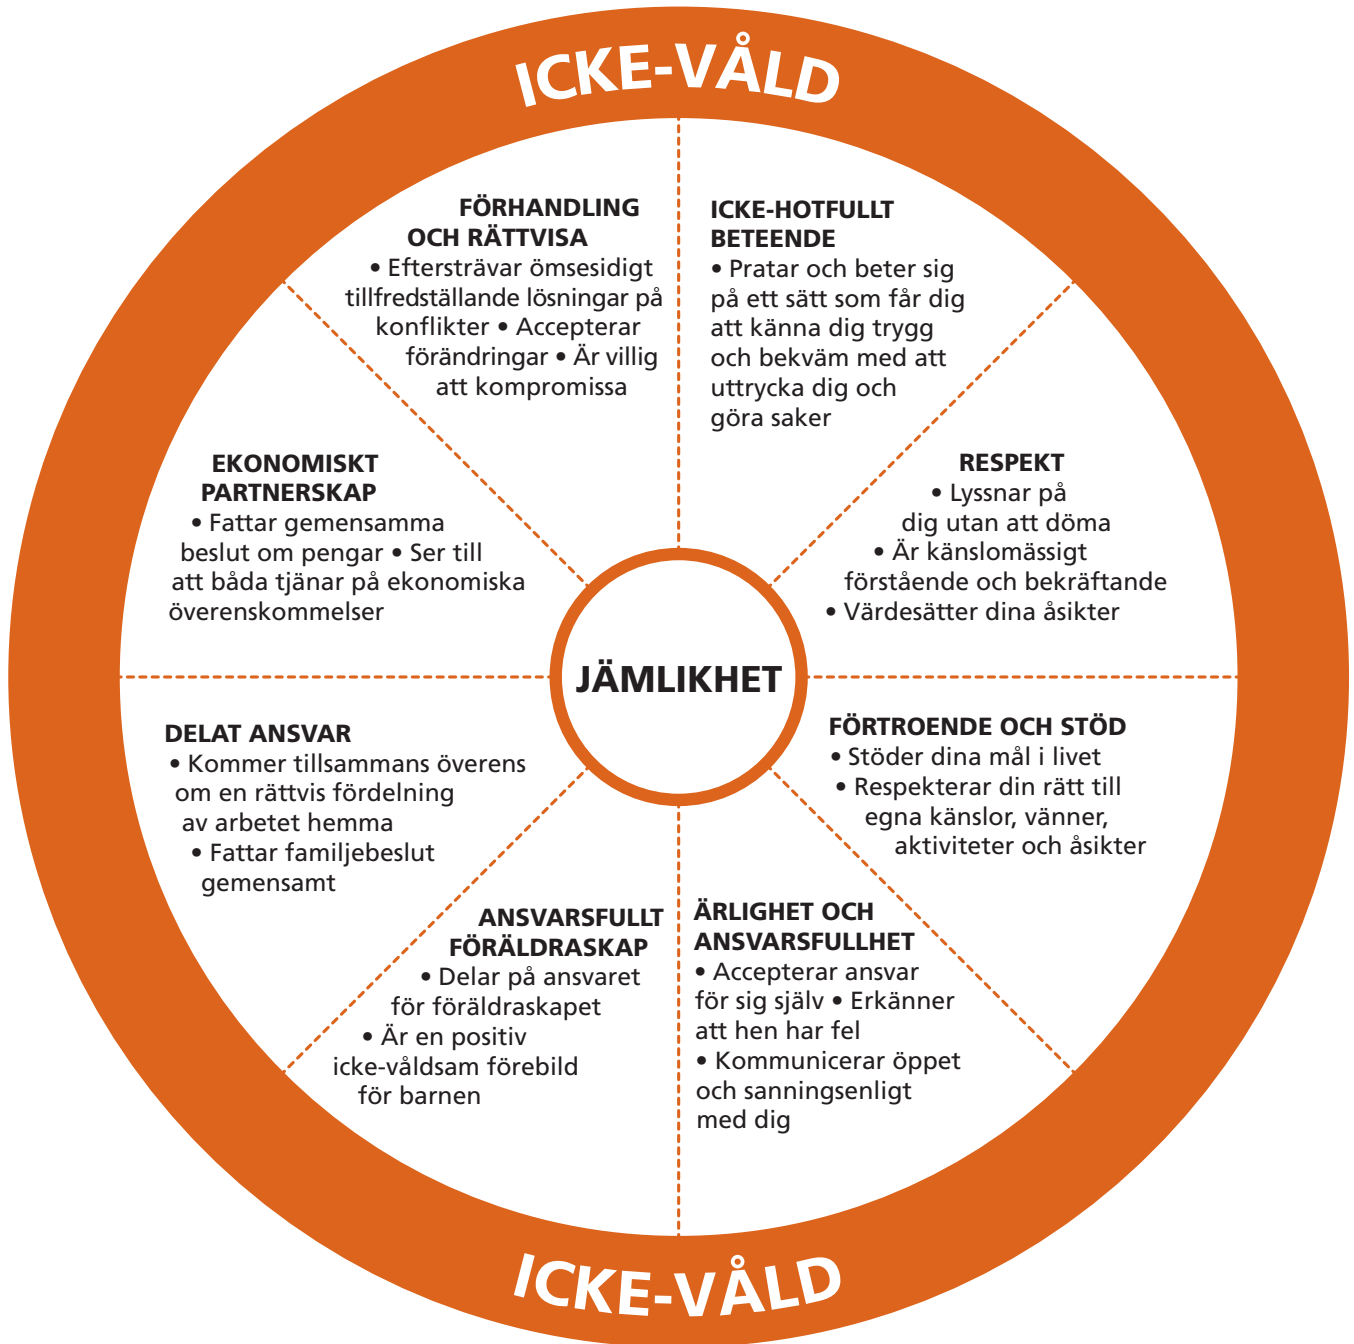 ICKE-VÅLD
FÖRHANDLING
OCH RÄTTVISA
• Eftersträvar ömsesidigt
tillfredställande lösningar på
konflikter • Accepterar
förändringar • Är villig
att kompromissa
ICKE-HOTFULLT
BETEENDE
• Pratar och beter sig
på ett sätt som får dig
att känna dig trygg
och bekväm med att
uttrycka dig och
göra saker
EKONOMISKT
PARTNERSKAP
• Fattar gemensamma
beslut om pengar • Ser till
att båda tjänar på ekonomiska
överenskommelser
RESPEKT
• Lyssnar på
dig utan att döma
• Är känslomässigt
förstående och bekräftande
• Värdesätter dina åsikter
JÄMLIKHET
DELAT ANSVAR
• Kommer tillsammans överens
om en rättvis fördelning
av arbetet hemma
• Fattar familjebeslut
gemensamt
FÖRTROENDE OCH STÖD
• Stöder dina mål i livet
• Respekterar din rätt till
egna känslor, vänner,
aktiviteter och åsikter
ANSVARSFULLT
FÖRÄLDRASKAP
• Delar på ansvaret
för föräldraskapet
• Är en positiv
icke-våldsam förebild
för barnen
ÄRLIGHET OCH
ANSVARSFULLHET
• Accepterar ansvar
för sig själv • Erkänner
att hen har fel
• Kommunicerar öppet
och sanningsenligt
med dig
ICKE-VÅLD